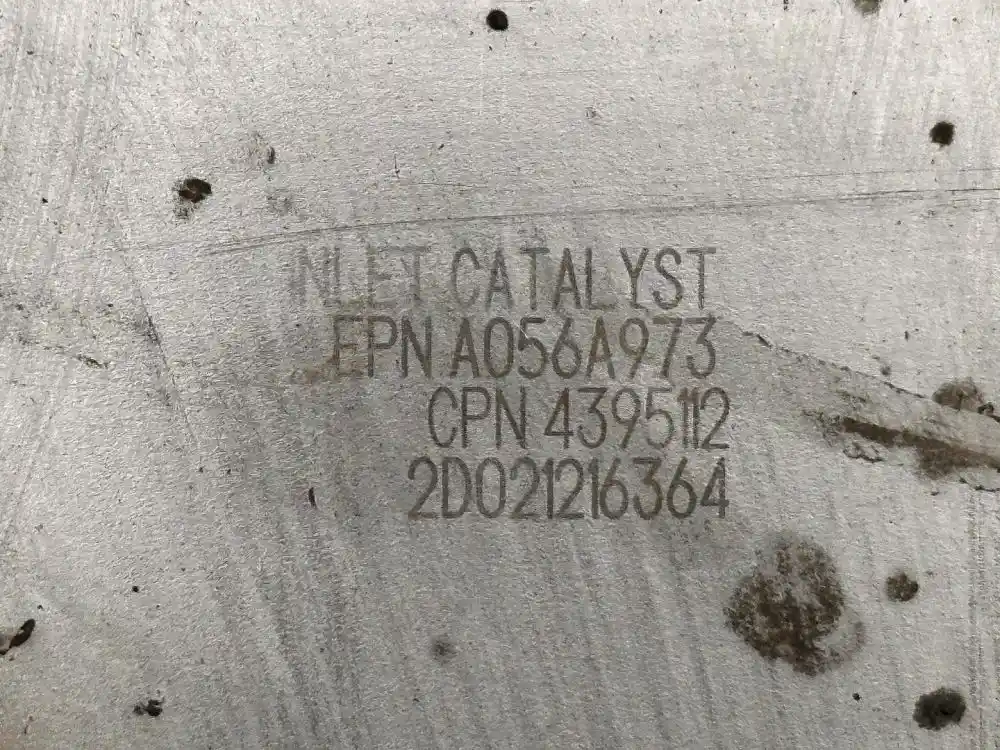 INLET CATALYST
EPN A056A973
CPN 4395112
2D021216364